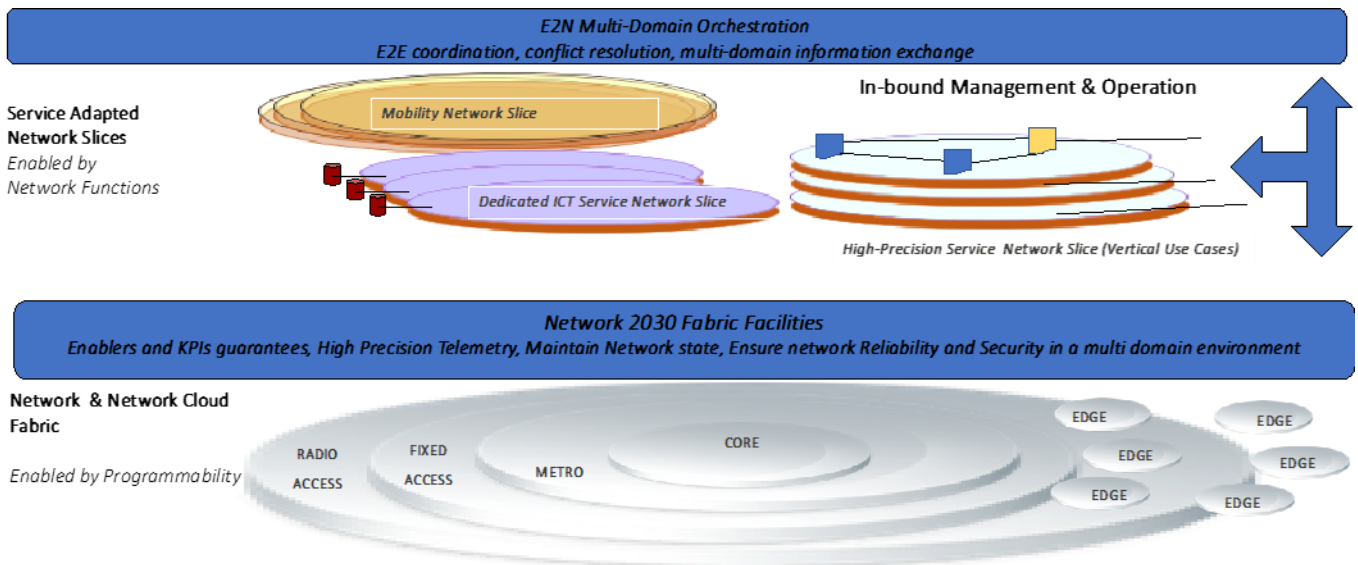 E2N Multi-Domain Orchestration
E2E coordination, conflict resolution, multi-domain information exchange
Service Adapted
Network Slices
Enabled by
Network Functions
Mobility Network Slice
Dedicated ICT Service Network Slice
In-bound Management & Operation
High-Precision Service Network Slice (Vertical Use Cases)
Network 2030 Fabric Facilities
Enablers and KPIs guarantees, High Precision Telemetry, Maintain Network state, Ensure network Reliability and Security in a multi domain environment
Network & Network Cloud
Fabric
Enabled by Programmability
RADIO
ACCESS
FIXED
ACCESS
METRO
CORE
EDGE
EDGE
EDGE
EDGE
EDGE
EDGE